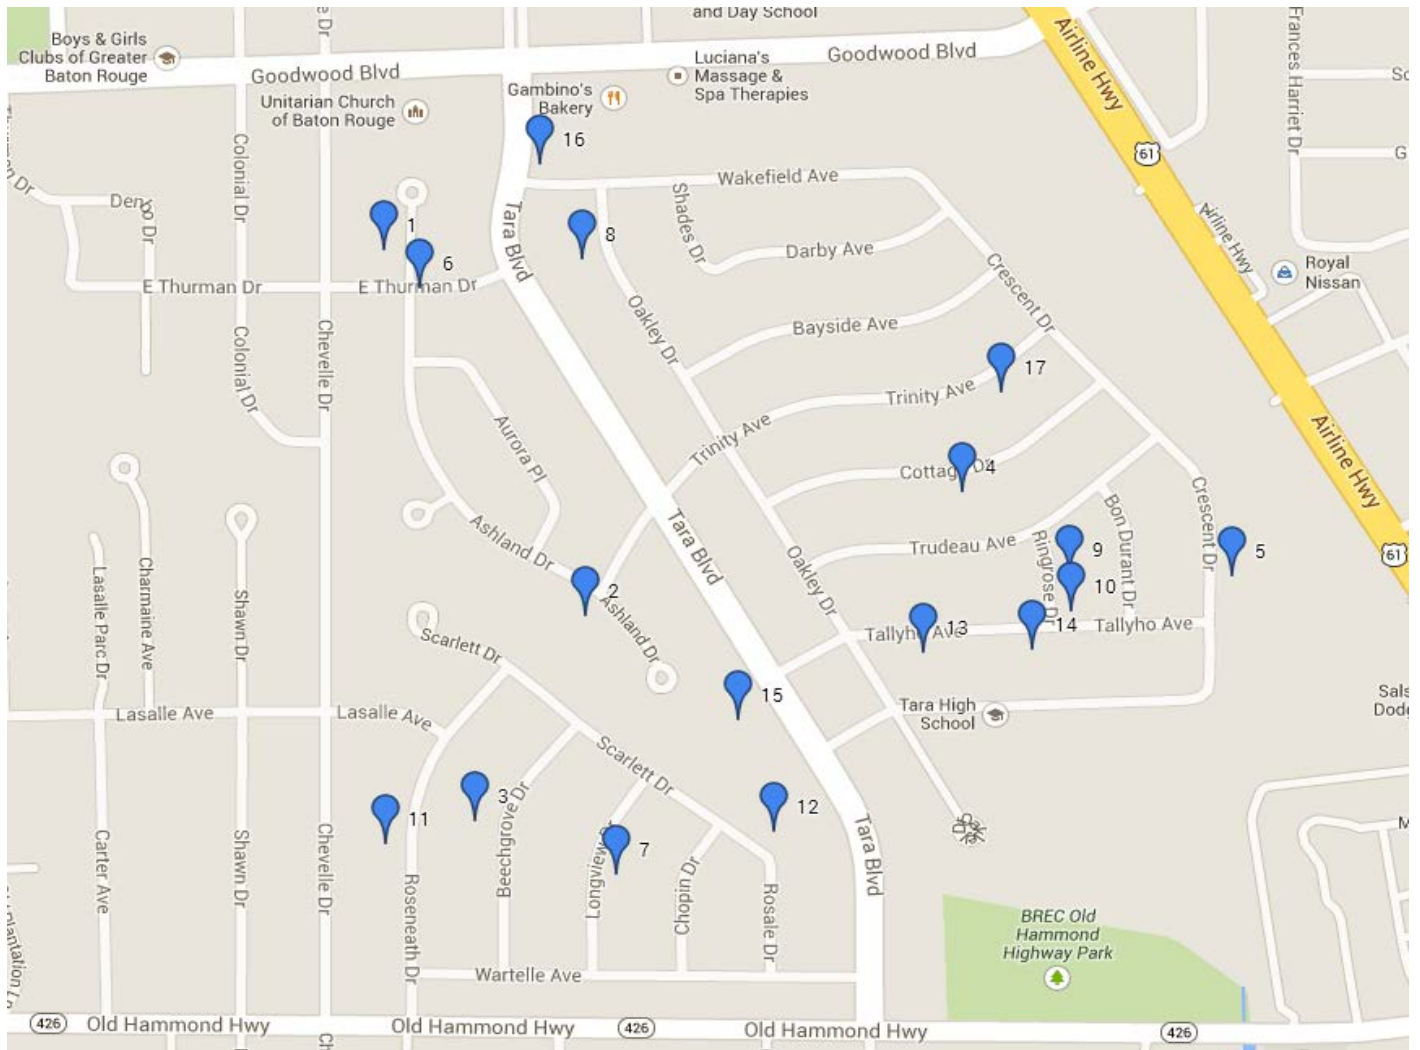 and Day School
Boys & Girls
Clubs of Greater
Baton Rouge
Goodwood Blvd
Goodwood Blvd
Luciana's
Massage &
Spa Therapies
Gambino's
Bakery
Unitarian Church
of Baton Rouge
Airline Hwy
Frances Harriet Dr
61
16
Colonial Dr
Wakefield Ave
Shades Dr
Tara Blvd
1
8
6
Darby Ave
Airline Hwy
Royal
Nissan
E Thurman Dr
E Thurman Dr
Crescent Dr
Oakley Dr
Bayside Ave
Colonial Dr
Chevelle Dr
17
Trinity Ave
Trinity Ave
Aurora Pl
Airline Hwy
Cottage Dr
4
Crescent Dr
Bon Durant Dr
Tara Blvd
Ashland Dr
Trudeau Ave
Ringrose Dr
9
5
61
10
Oakley Dr
Lasalle Parc Dr
Charmaine Ave
Shawn Dr
2
Ashland Dr
Tallyho Ave
13
14
Tallyho Ave
Scarlett Dr
15
Lasalle Ave
Lasalle Ave
Tara High
School
Scarlett Dr
3
11
12
7
Carter Ave
Shawn Dr
Chevelle Dr
Roseneath Dr
Beechgrove Dr
Longview Dr
Chopin Dr
Rosale Dr
Tara Blvd
BREC Old
Hammond
Highway Park
Wartelle Ave
426
Old Hammond Hwy
Old Hammond Hwy
426
Old Hammond Hwy
426